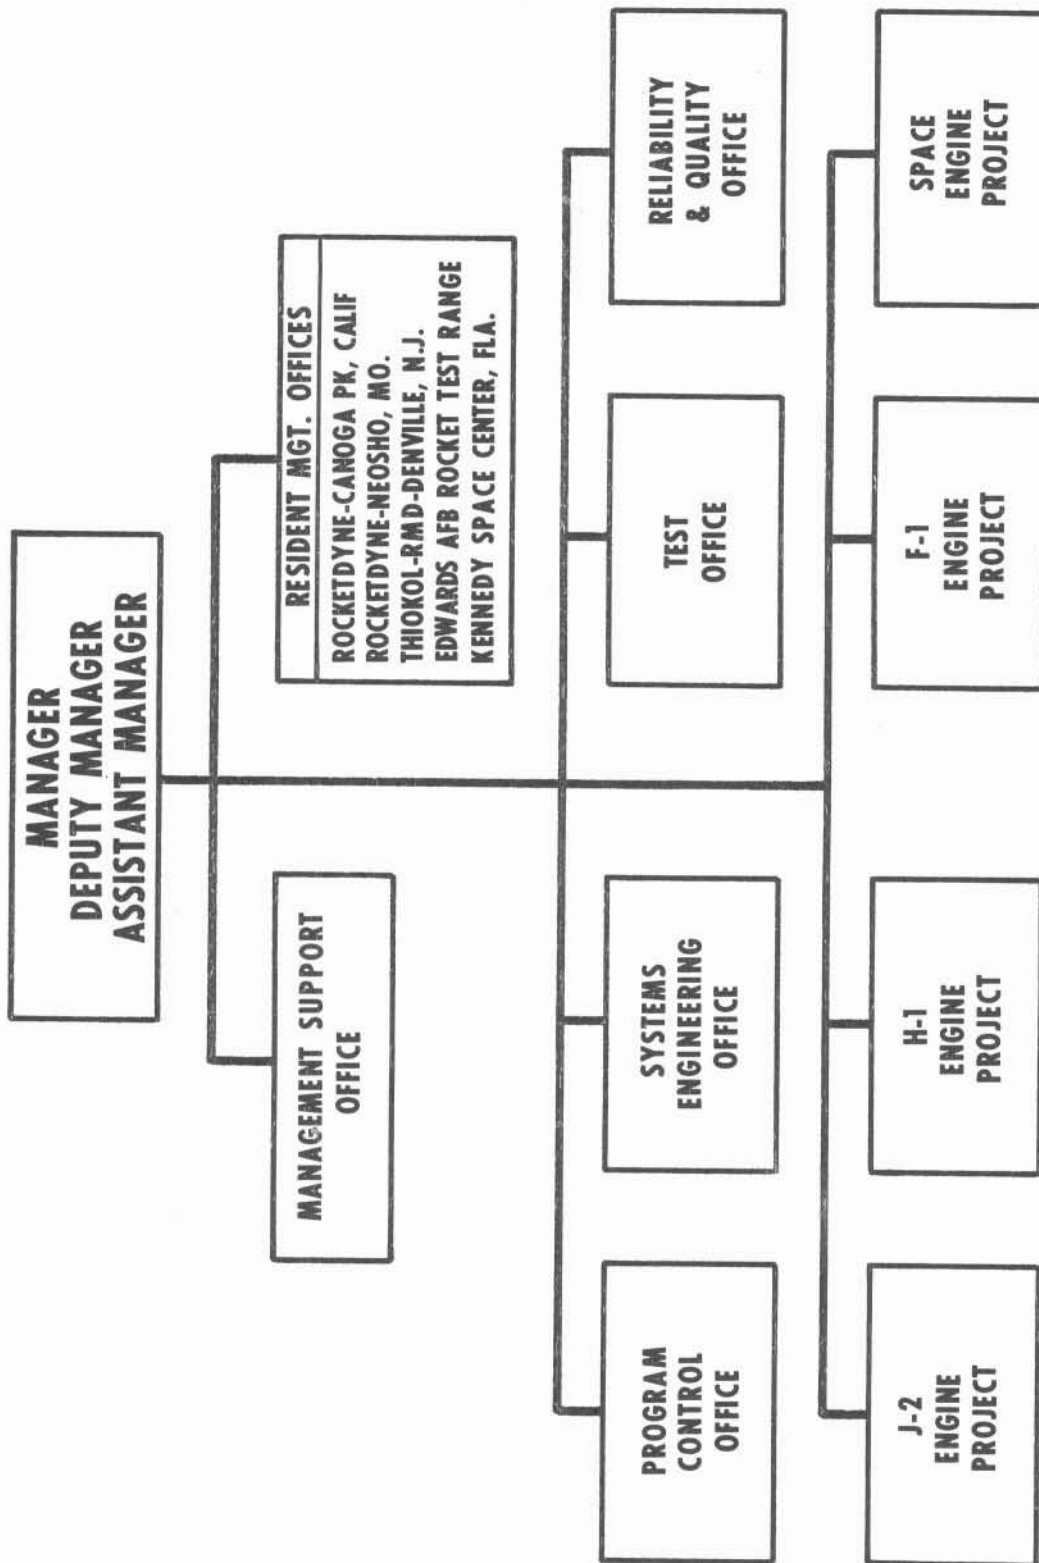 MANAGER
DEPUTY MANAGER
ASSISTANT MANAGER
MANAGEMENT SUPPORT
OFFICE
RESIDENT MGT. OFFICES
ROCKETDYNE-CANOGA PK, CALIF
ROCKETDYNE-NEOSHO, MO.
THIOKOL-RMD-DENVILLE, N.J.
EDWARDS AFB ROCKET TEST RANGE
KENNEDY SPACE CENTER, FLA.
PROGRAM
CONTROL
OFFICE
SYSTEMS
ENGINEERING
OFFICE
TEST
OFFICE
RELIABILITY
& QUALITY
OFFICE
J-2
ENGINE
PROJECT
H-1
ENGINE
PROJECT
F-1
ENGINE
PROJECT
SPACE
ENGINE
PROJECT